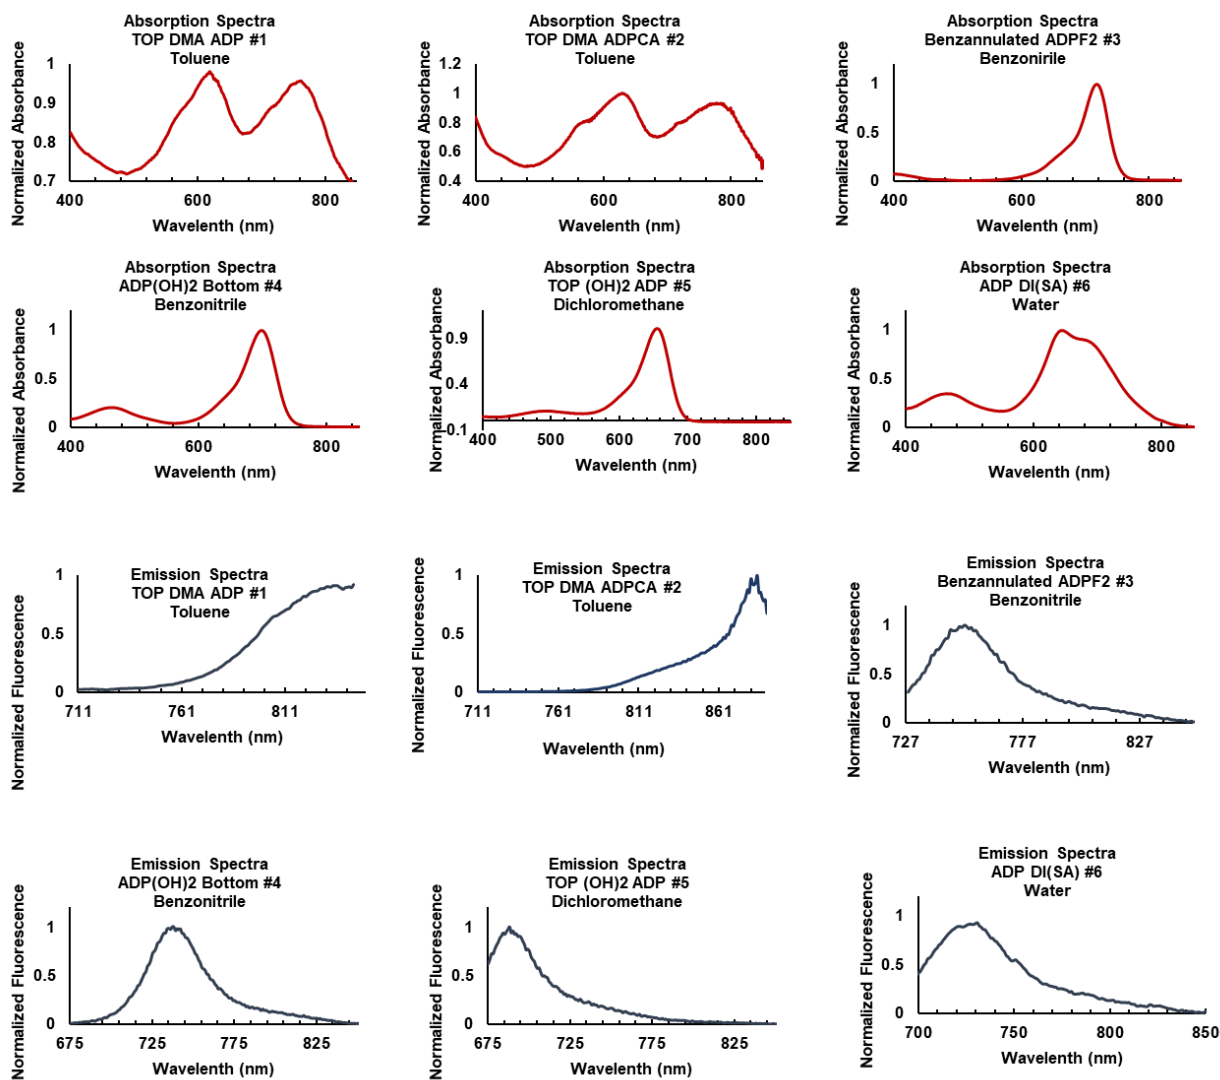 Absorption Spectra
TOP DMA ADP #1
Toluene
Normalized Absorbance
1
0.9
0.8
0.7
400
600
800
Wavelenth (nm)
Absorption Spectra
TOP DMA ADPCA #2
Toluene
Normalized Absorbance
1.2
1
0.8
0.6
0.4
400
600
800
Wavelenth (nm)
Absorption Spectra
Benzannulated ADPF2 #3
Benzonirile
Normalized Absorbance
1
0.5
0
400
600
800
Wavelenth (nm)
Absorption Spectra
ADP(OH)2 Bottom #4
Benzonitrile
Normalized Absorbance
1
0.5
0
400
600
800
Wavelenth (nm)
Absorption Spectra
TOP (OH)2 ADP #5
Dichloromethane
Normalized Absorbance
0.9
0.4
-0.1
400
500
600
700
800
Wavelenth (nm)
Absorption Spectra
ADP DI(SA) #6
Water
Normalized Absorbance
1
0.5
0
400
600
800
Wavelenth (nm)
Emission Spectra
TOP DMA ADP #1
Toluene
Normalized Fluorescence
1
0.5
0
711
761
811
Wavelenth (nm)
Emission Spectra
TOP DMA ADPCA #2
Toluene
Normalized Fluorescence
1
0.5
0
711
761
811
861
Wavelenth (nm)
Emission Spectra
Benzannulated ADPF2 #3
Benzonitrile
Normalized Fluorescence
1
0.5
0
727
777
827
Wavelenth (nm)
Emission Spectra
ADP(OH)2 Bottom #4
Benzonitrile
Normalized Fluorescence
1
0.5
0
675
725
775
825
Wavelenth (nm)
Emission Spectra
TOP (OH)2 ADP #5
Dichloromethane
Normalized Fluorescence
1
0.5
0
675
725
775
825
Wavelenth (nm)
Emission Spectra
ADP DI(SA) #6
Water
Normalized Fluorescence
1
0.5
0
700
750
800
850
Wavelenth (nm)